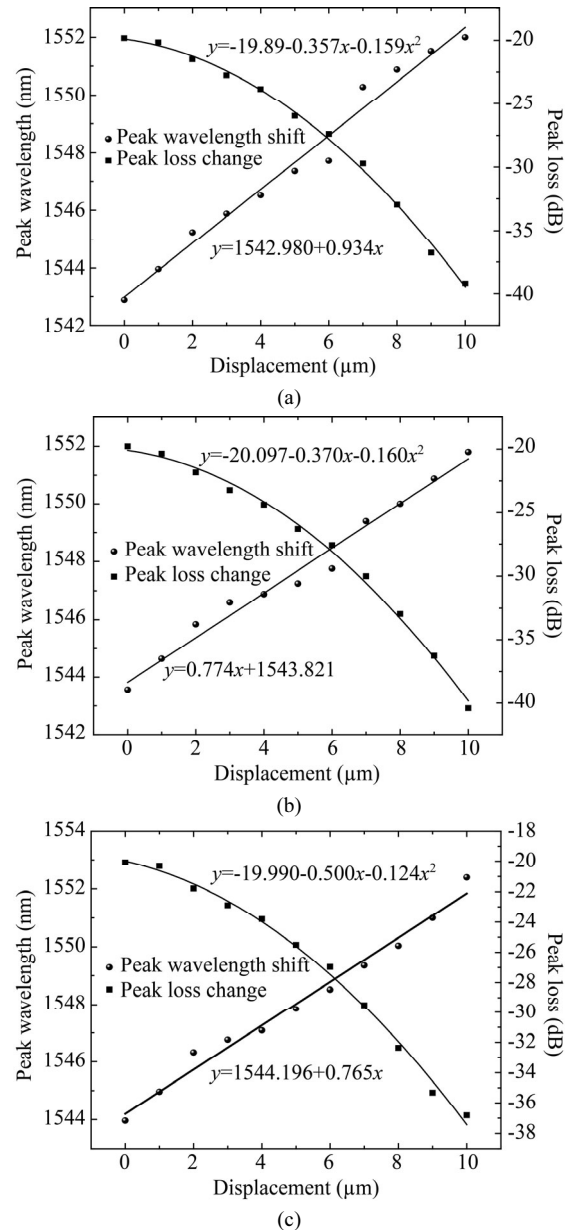 y=-19.89-0.357x-0.159x²
Peak wavelength shift
Peak loss change
y=1542.980+0.934x
Peak wavelength (nm)
1552
1550
1548
1546
1544
1543
1542
Peak loss (dB)
-20
-25
-30
-35
-40
0 2 4 6 8 10
Displacement (μm)
(a)
y=-20.097-0.370x-0.160x²
Peak wavelength shift
Peak loss change
y=0.774x+1543.821
Peak wavelength (nm)
1552
1550
1548
1546
1544
1543
1542
Peak loss (dB)
-20
-25
-30
-35
-40
0 2 4 6 8 10
Displacement (μm)
(b)
y=-19.990-0.500x-0.124x²
Peak wavelength shift
Peak loss change
y=1544.196+0.765x
Peak wavelength (nm)
1554
1552
1550
1548
1546
1544
Peak loss (dB)
-18
-20
-22
-24
-26
-28
-30
-32
-34
-36
-38
0 2 4 6 8 10
Displacement (μm)
(c)